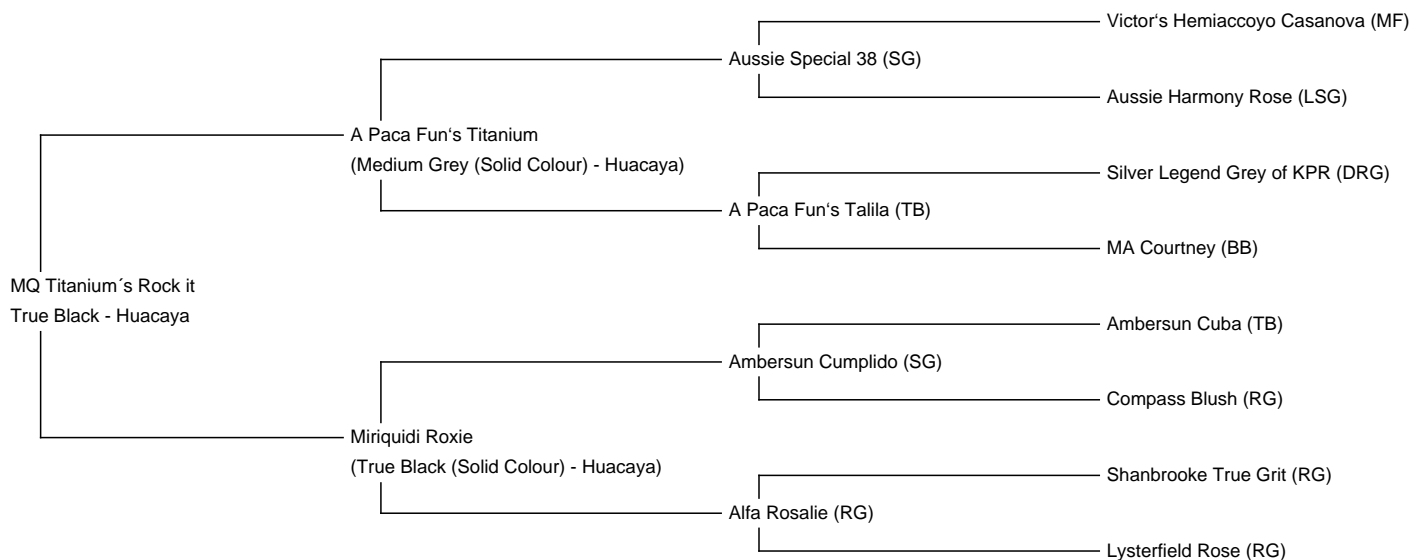 Victor‘s Hemiaccoyo Casanova (MF)
Aussie Special 38 (SG)
Aussie Harmony Rose (LSG)
A Paca Fun‘s Titanium
(Medium Grey (Solid Colour) - Huacaya)
Silver Legend Grey of KPR (DRG)
A Paca Fun‘s Talila (TB)
MA Courtney (BB)
MQ Titanium´s Rock it
True Black - Huacaya
Ambersun Cuba (TB)
Ambersun Cumplido (SG)
Compass Blush (RG)
Miriquidi Roxie
(True Black (Solid Colour) - Huacaya)
Shanbrooke True Grit (RG)
Alfa Rosalie (RG)
Lysterfield Rose (RG)